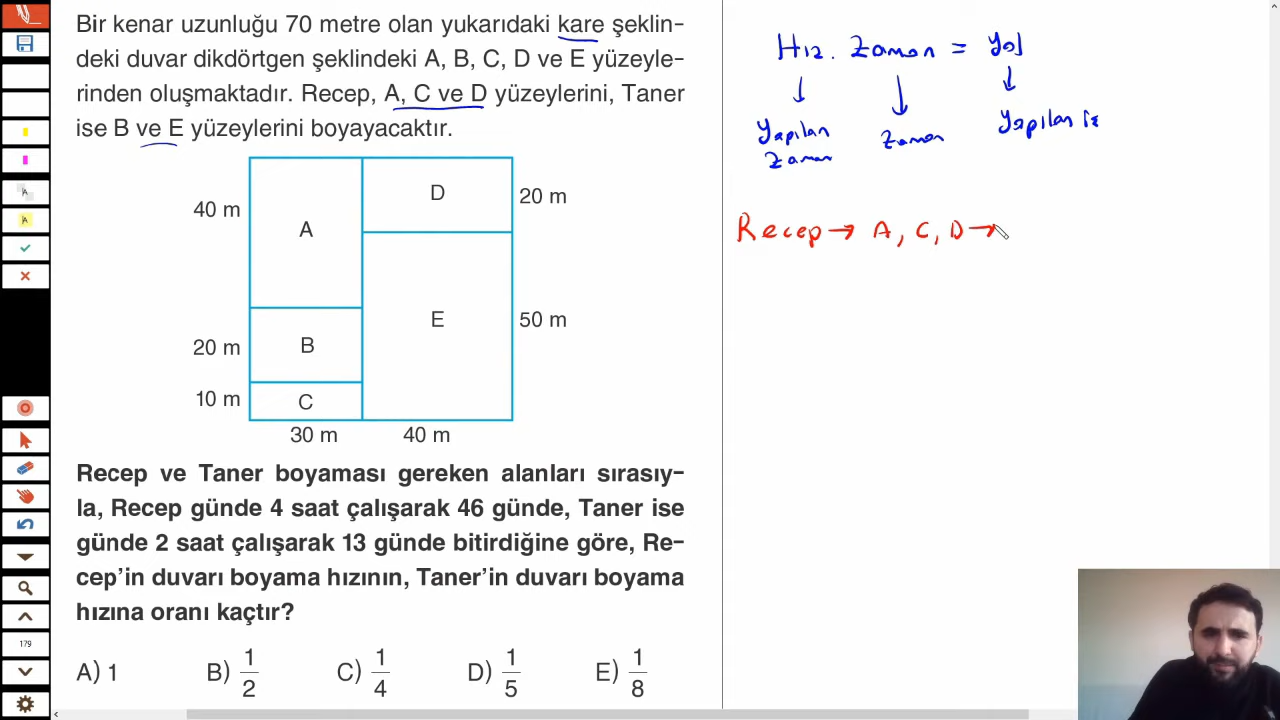 Bir kenar uzunluğu 70 metre olan yukarıdaki kare şeklin-
deki duvar dikdörtgen şeklindeki A, B, C, D ve E yüzeyle-
rinden oluşmaktadır. Recep, A, C ve D yüzeylerini, Taner
ise B ve E yüzeylerini boyayacaktır.
40 m
A
D
20 m
20 m
B
E
50 m
10 m
C
30 m
40 m
Recep ve Taner boyaması gereken alanları sırasıy-
la, Recep günde 4 saat çalışarak 46 günde, Taner ise
günde 2 saat çalışarak 13 günde bitirdiğine göre, Re-
cep'in duvarı boyama hızının, Taner'in duvarı boyama
hızına oranı kaçtır?
A) 1 B) 1/2 C) 1/4 D) 1/5 E) 1/8
Hız. Zaman = yol
↓ ↓ ↓
Yapılan Zaman
Zaman
Yapılan iş
Recep → A, C, D →
A
A
179